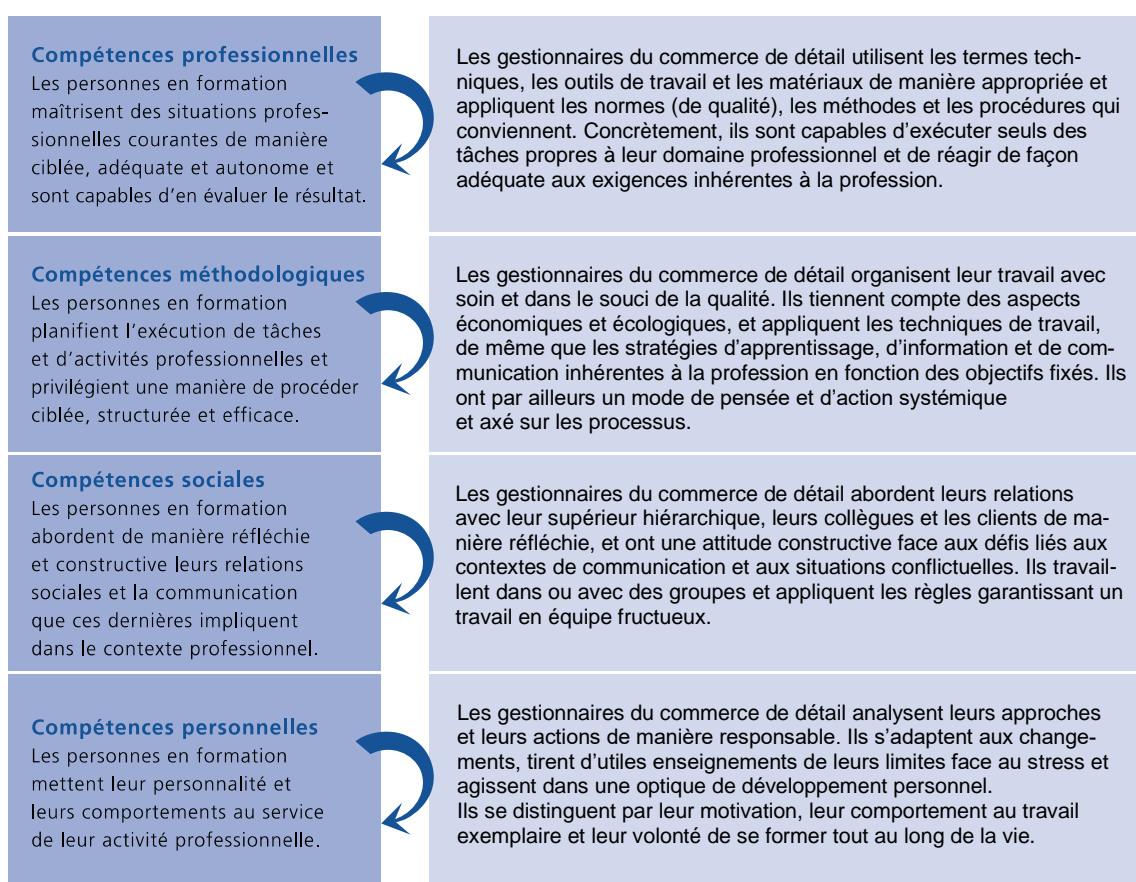 Compétences professionnelles
Les personnes en formation
maîtrisent des situations profes-
sionnelles courantes de manière
ciblée, adéquate et autonome et
sont capables d'en évaluer le résultat.
Les gestionnaires du commerce de détail utilisent les termes tech-
niques, les outils de travail et les matériaux de manière appropriée et
appliquent les normes (de qualité), les méthodes et les procédures qui
conviennent. Concrètement, ils sont capables d'exécuter seuls des
tâches propres à leur domaine professionnel et de réagir de façon
adéquate aux exigences inhérentes à la profession.
Compétences méthodologiques
Les personnes en formation
planifient l'exécution de tâches
et d'activités professionnelles et
privilégient une manière de procéder
ciblée, structurée et efficace.
Les gestionnaires du commerce de détail organisent leur travail avec
soin et dans le souci de la qualité. Ils tiennent compte des aspects
économiques et écologiques, et appliquent les techniques de travail,
de même que les stratégies d'apprentissage, d'information et de com-
munication inhérentes à la profession en fonction des objectifs fixés. Ils
ont par ailleurs un mode de pensée et d'action systémique
et axé sur les processus.
Compétences sociales
Les personnes en formation
abordent de manière réfléchie
et constructive leurs relations
sociales et la communication
que ces dernières impliquent
dans le contexte professionnel.
Les gestionnaires du commerce de détail abordent leurs relations
avec leur supérieur hiérarchique, leurs collègues et les clients de ma-
nière réfléchie, et ont une attitude constructive face aux défis liés aux
contextes de communication et aux situations conflictuelles. Ils travail-
lent dans ou avec des groupes et appliquent les règles garantissant un
travail en équipe fructueux.
Compétences personnelles
Les personnes en formation
mettent leur personnalité et
leurs comportements au service
de leur activité professionnelle.
Les gestionnaires du commerce de détail analysent leurs approches
et leurs actions de manière responsable. Ils s'adaptent aux change-
ments, tirent d'utiles enseignements de leurs limites face au stress et
agissent dans une optique de développement personnel.
Ils se distinguent par leur motivation, leur comportement au travail
exemplaire et leur volonté de se former tout au long de la vie.